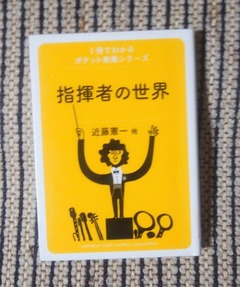 1冊でわかる
ポケット教養シリーズ
指揮者の世界
近藤憲一 他